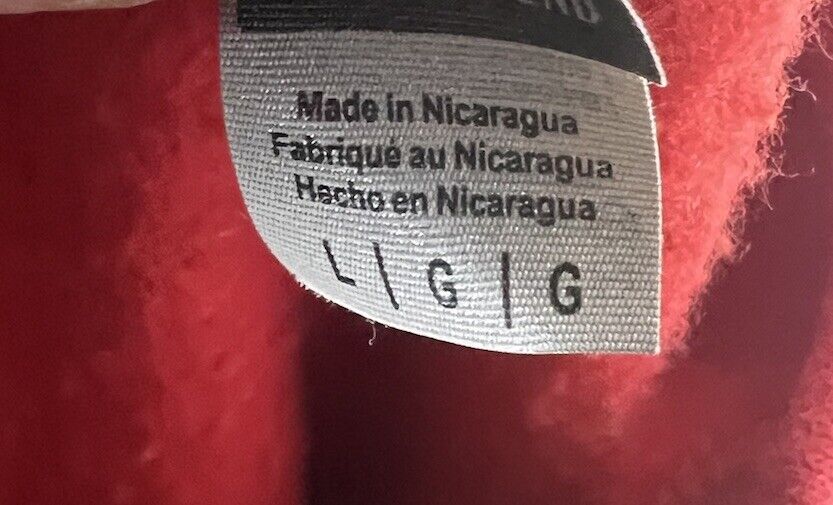 Made in Nicaragua
Fabriqué au Nicaragua
Hecho en Nicaragua
L | G | G